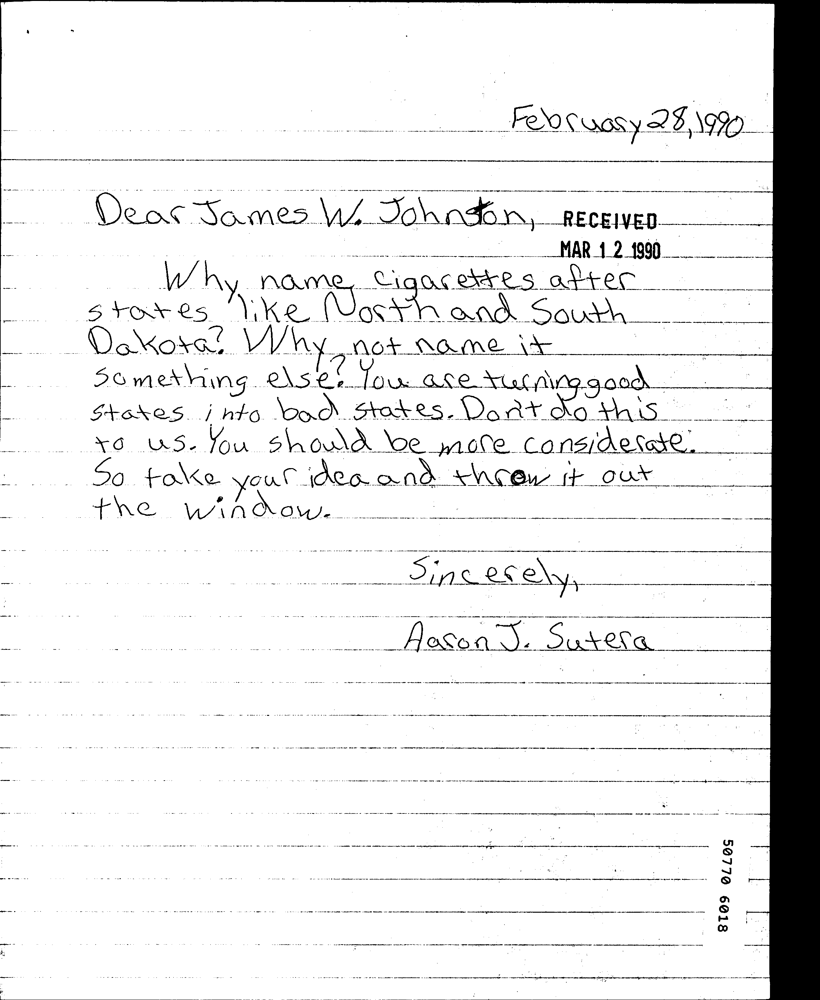 February 28, 1990
Dear James W. Johnston,
RECEIVED
MAR 12 1990
Why name cigarettes after
states like North and South
Dakota? Why not name it
something else? You are turning good
states into bad states. Don't do this
to us. You should be more considerate.
So take your idea and throw it out
the window.
Sincerely,
Aaron J. Sutera
50770 6018